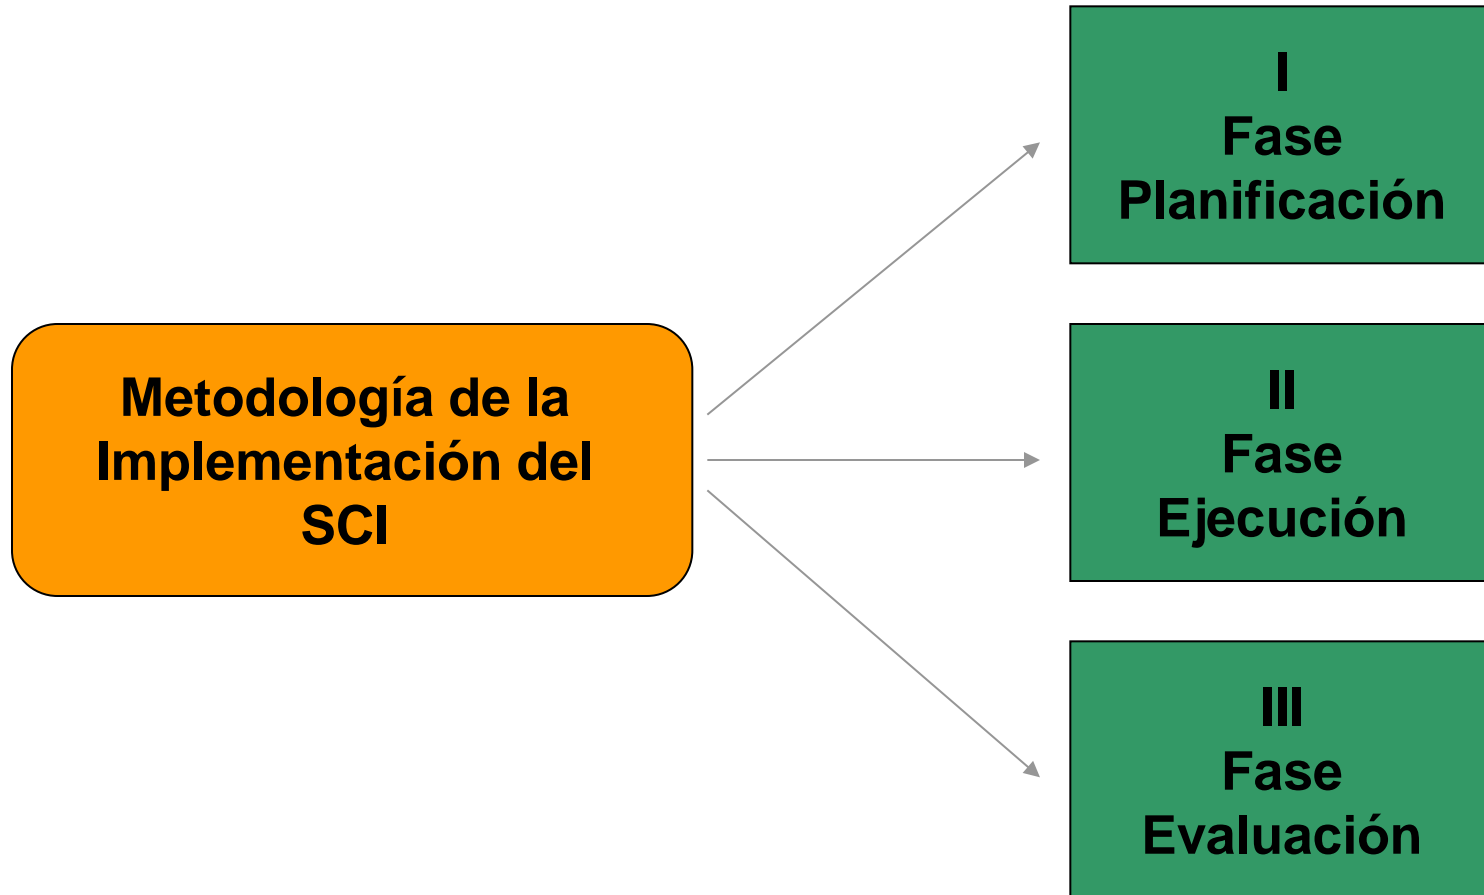 Metodología de la
Implementación del
SCI
I
Fase
Planificación
II
Fase
Ejecución
III
Fase
Evaluación